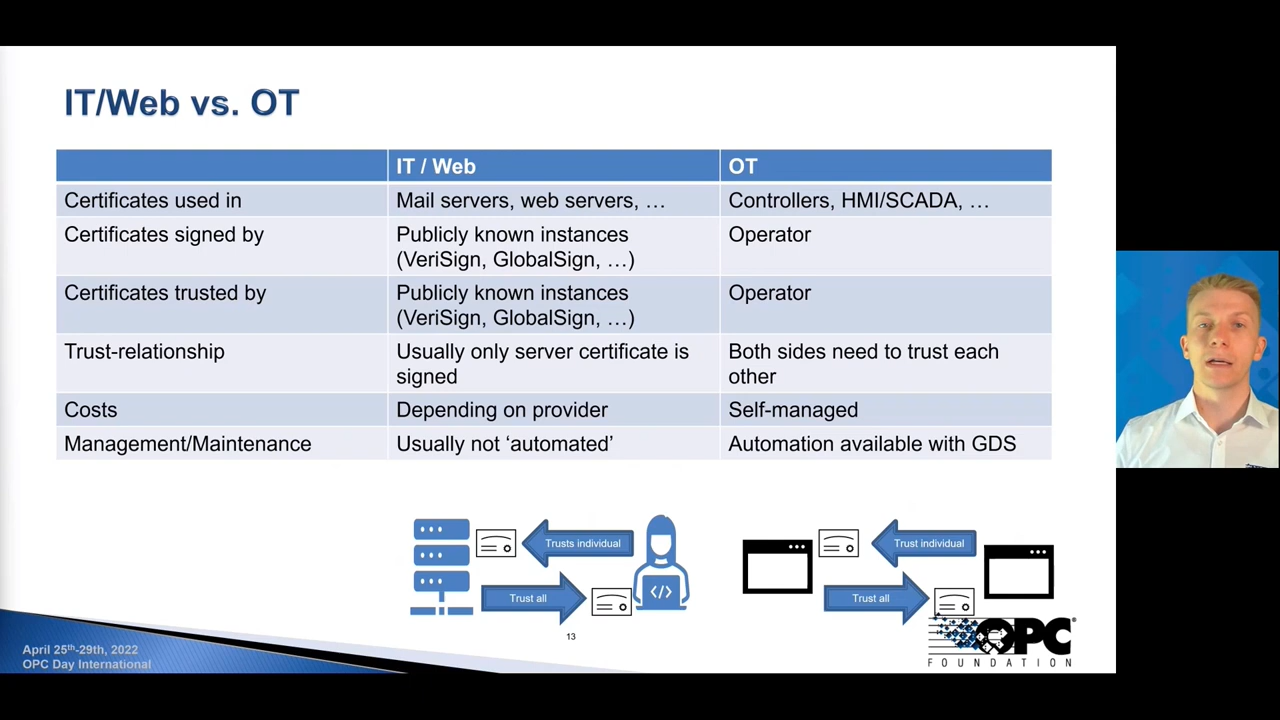 IT/Web vs. OT
IT / Web
OT
Certificates used in
Mail servers, web servers, …
Controllers, HMI/SCADA, …
Certificates signed by
Publicly known instances
(VeriSign, GlobalSign, …)
Operator
Certificates trusted by
Publicly known instances
(VeriSign, GlobalSign, …)
Operator
Trust-relationship
Usually only server certificate is
signed
Both sides need to trust each
other
Costs
Depending on provider
Self-managed
Management/Maintenance
Usually not ‘automated’
Automation available with GDS
Trusts individual
Trust all
</>
Trust individual
Trust all
13
April 25th-29th, 2022
OPC Day International
OPC®
FOUNDATION